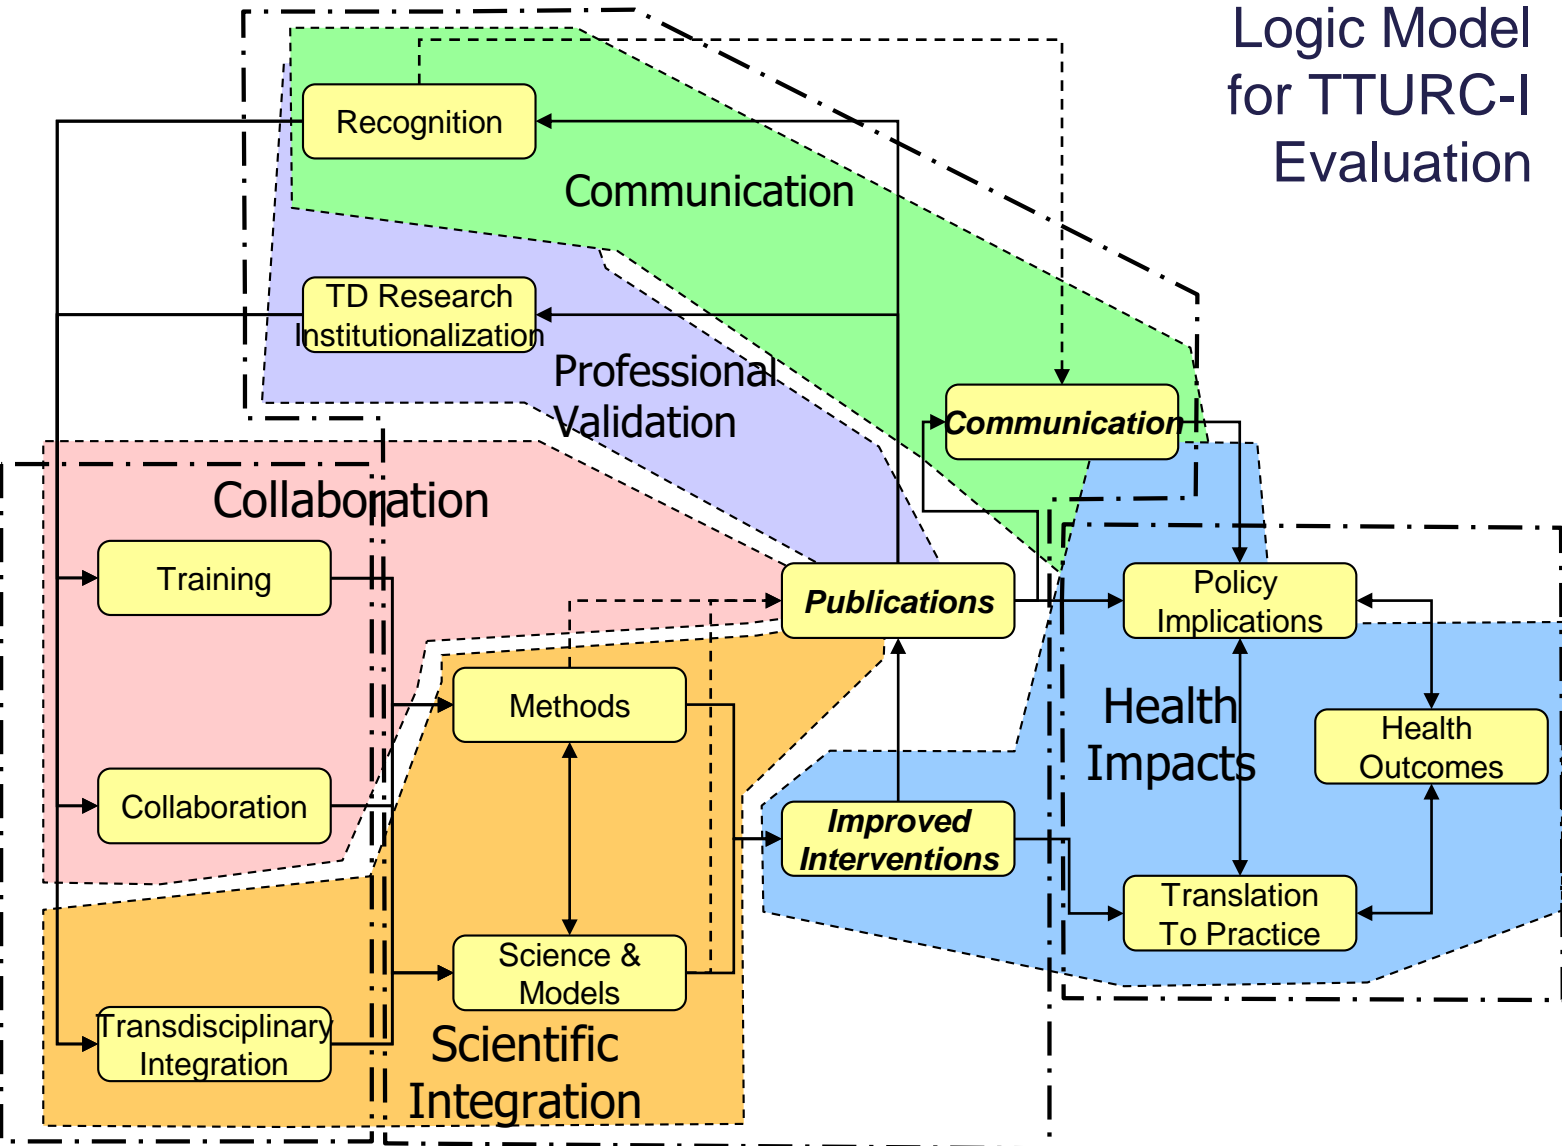 Logic Model
for TTURC-I
Evaluation
Recognition
Communication
TD Research
Institutionalization
Professional
Validation
Communication
Collaboration
Training
Publications
Policy
Implications
Methods
Health
Impacts
Health
Outcomes
Collaboration
Improved
Interventions
Translation
To Practice
Science &
Models
Transdisciplinary
Integration
Scientific
Integration